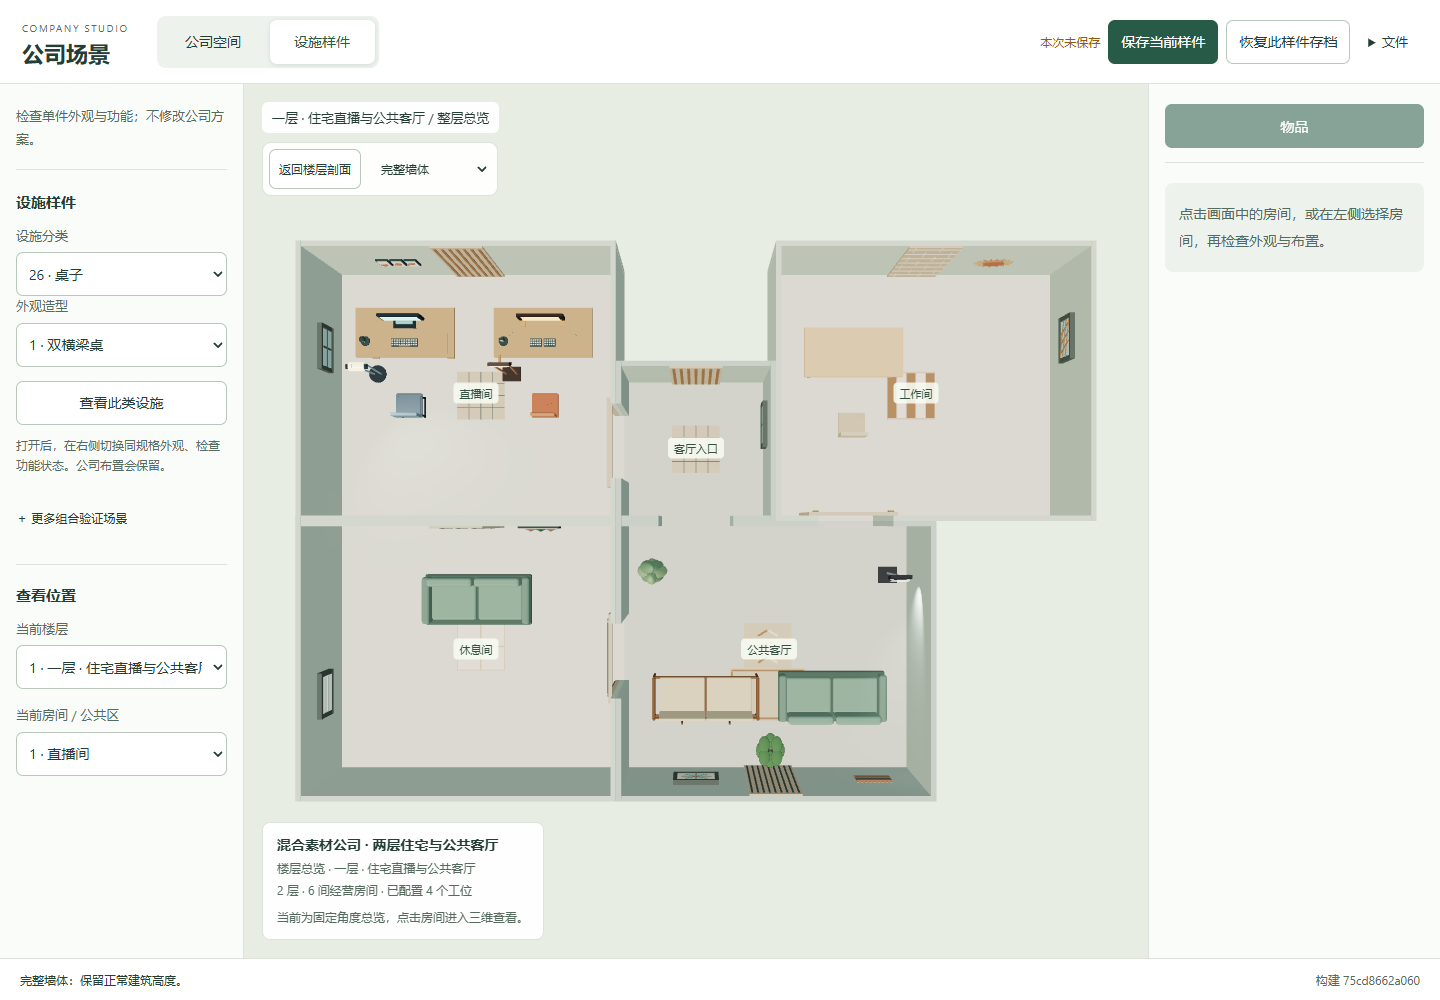 COMPANY STUDIO
公司场景
公司空间
设施样件
本次未保存
保存当前样件
恢复此样件存档
▶ 文件
检查单件外观与功能；不修改公司方
案。
设施样件
设施分类
26 · 桌子
外观造型
1 · 双横梁桌
查看此类设施
打开后，在右侧切换同规格外观、检查
功能状态。公司布置会保留。
+ 更多组合验证场景
查看位置
当前楼层
1 · 一层 · 住宅直播与公共客厅
当前房间 / 公共区
1 · 直播间
一层 · 住宅直播与公共客厅 / 整层总览
返回楼层剖面
完整墙体
直播间
客厅入口
工作间
休息间
公共客厅
混合素材公司 · 两层住宅与公共客厅
楼层总览 · 一层 · 住宅直播与公共客厅
2 层 · 6 间经营房间 · 已配置 4 个工位
当前为固定角度总览，点击房间进入三维查看。
物品
点击画面中的房间，或在左侧选择房
间，再检查外观与布置。
完整墙体：保留正常建筑高度。
构建 75cd8662a060